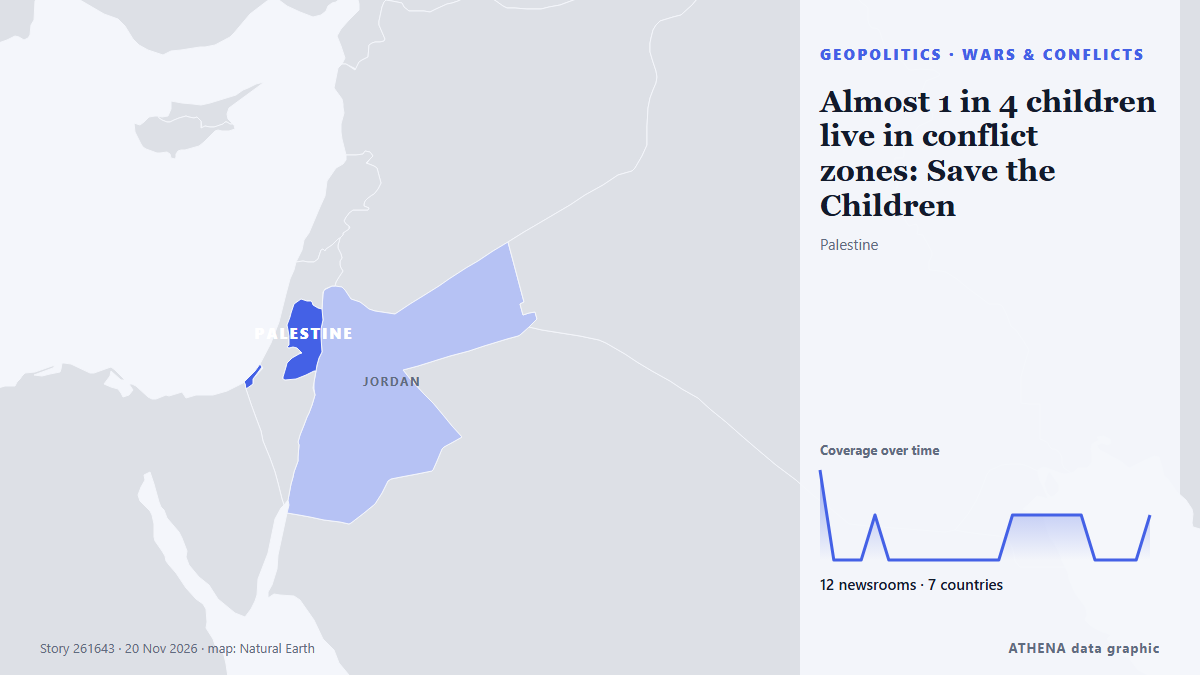 GEOPOLITICS · WARS & CONFLICTS
Almost 1 in 4 children
live in conflict
zones: Save the
Children
Palestine
PALESTINE
JORDAN
Coverage over time
12 newsrooms · 7 countries
Story 261643 · 20 Nov 2026 · map: Natural Earth
ATHENA data graphic